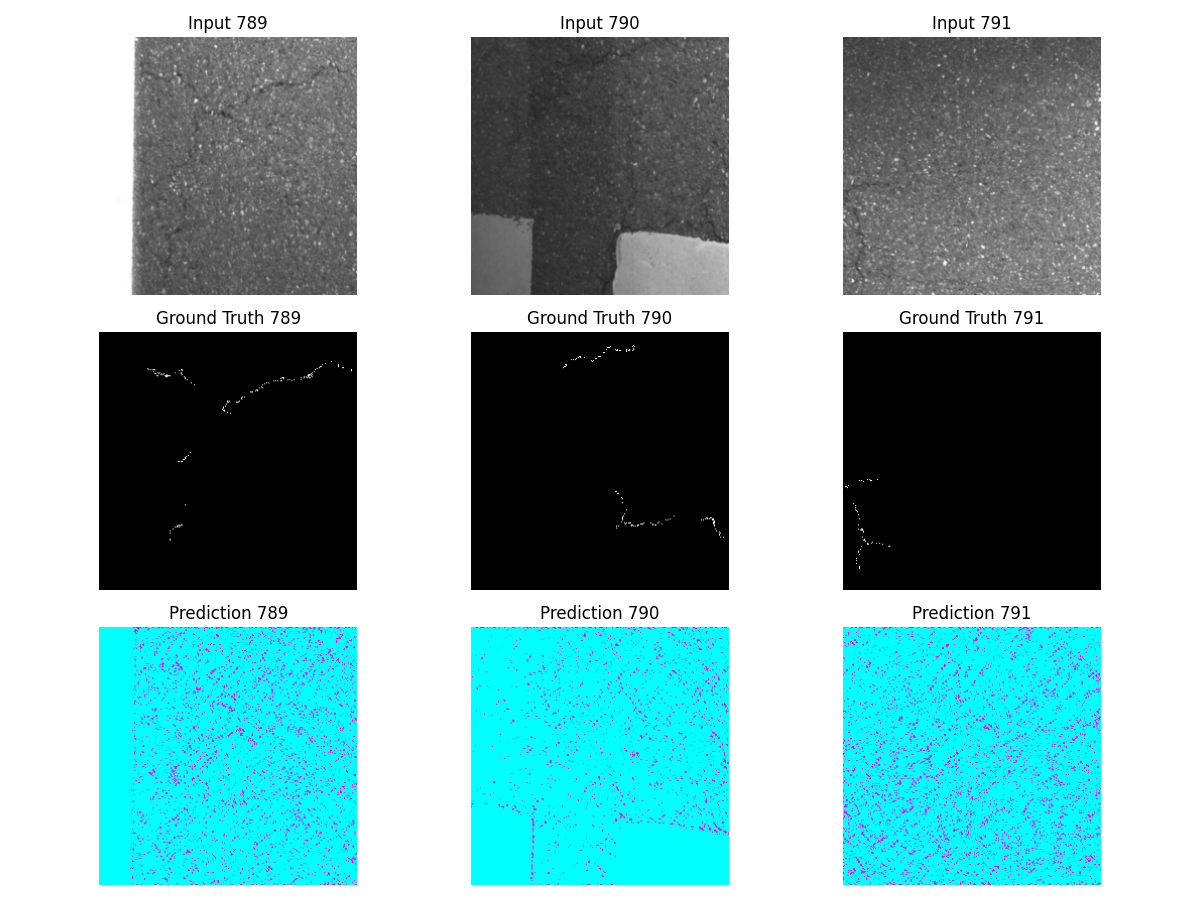 Input 789
Input 790
Input 791
Ground Truth 789
Ground Truth 790
Ground Truth 791
Prediction 789
Prediction 790
Prediction 791